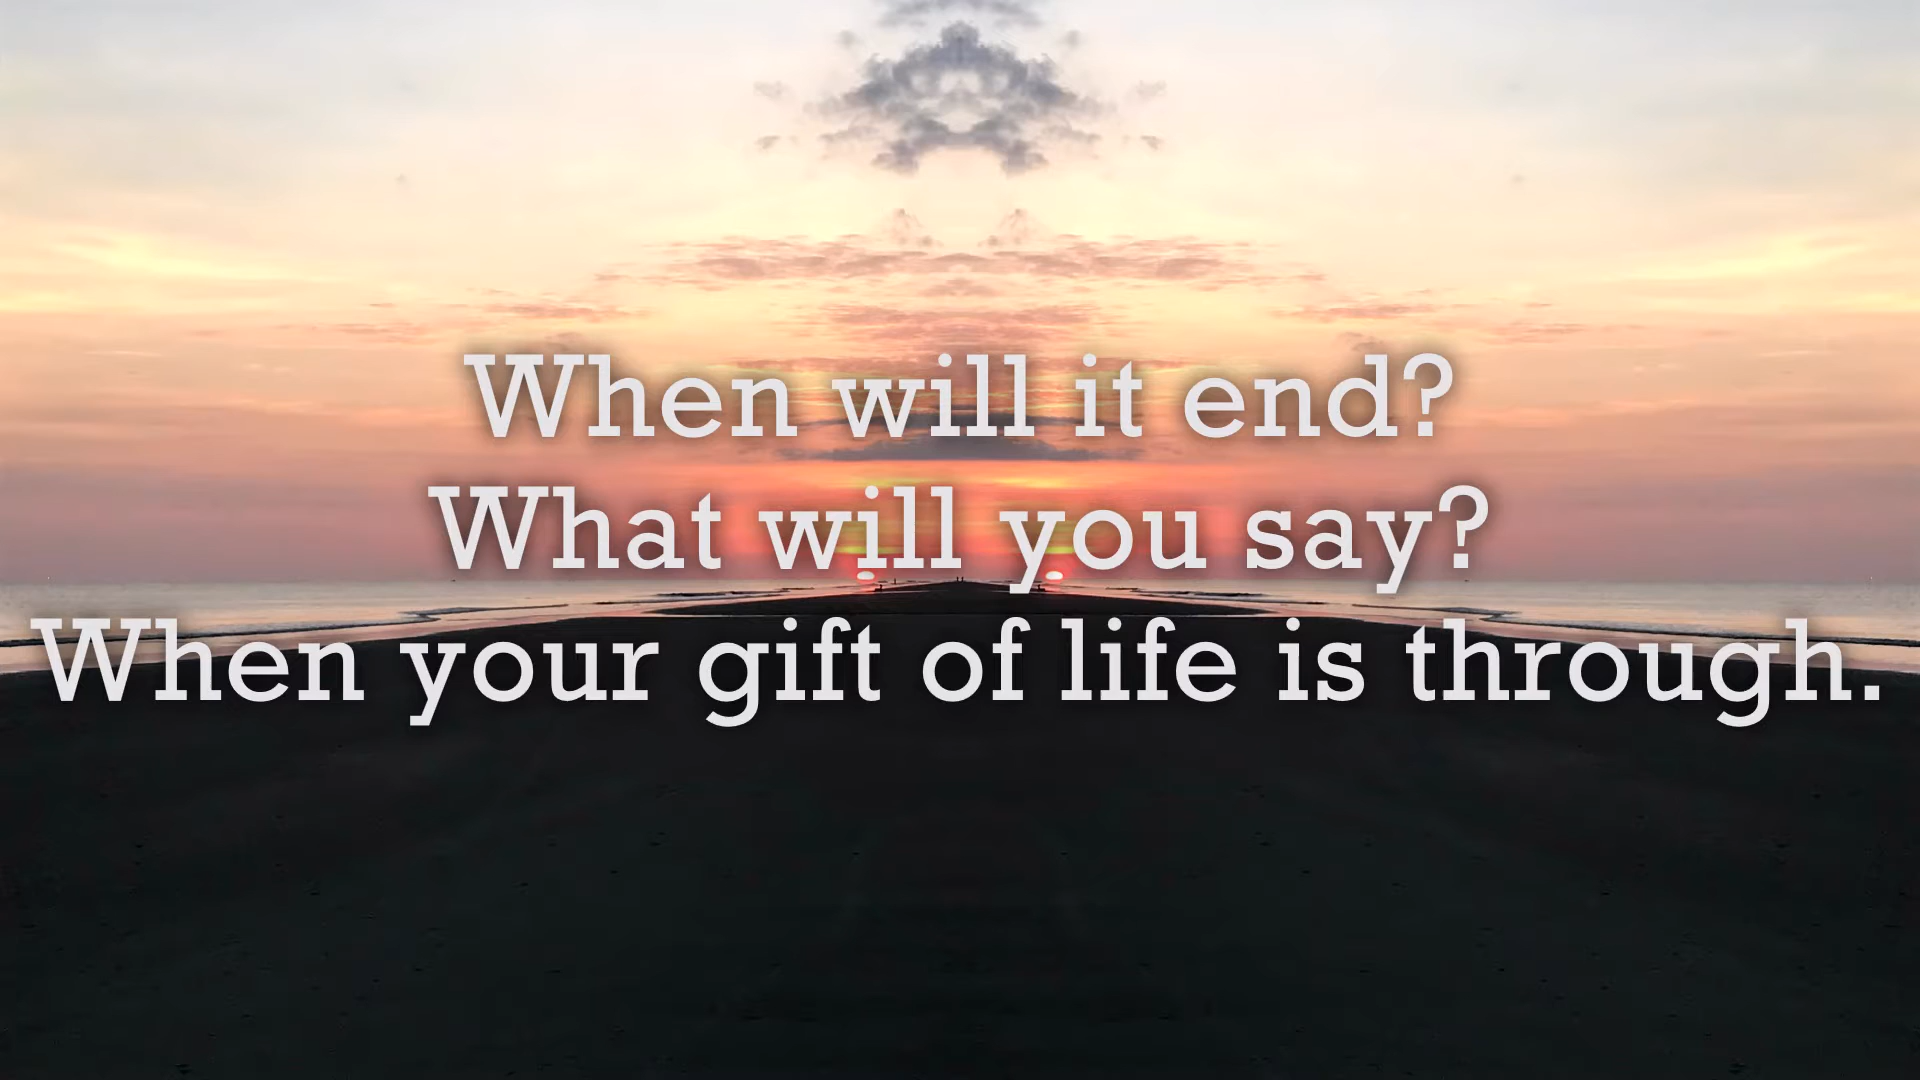 When will it end?
What will you say?
When your gift of life is through.